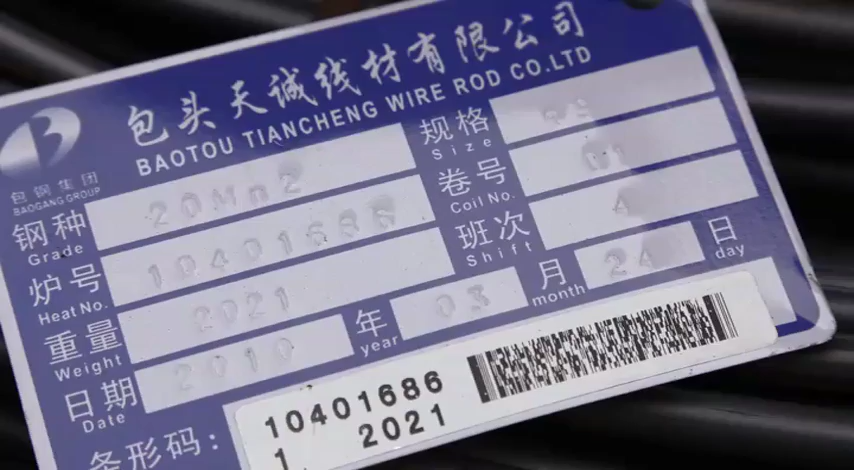 包头天诚线材有限公司
BAOTOU TIANCHENG WIRE ROD CO.LTD
包钢集团
BAOGANG GROUP
钢种 20Mn2 规格
Grade Size
炉号 10401686 卷号
Heat No. Coil No.
重量 2021 班次 4
Weight Shift
日期 2010 年 03 月 24 日
Date year month day
条形码:
10401686
1 2021